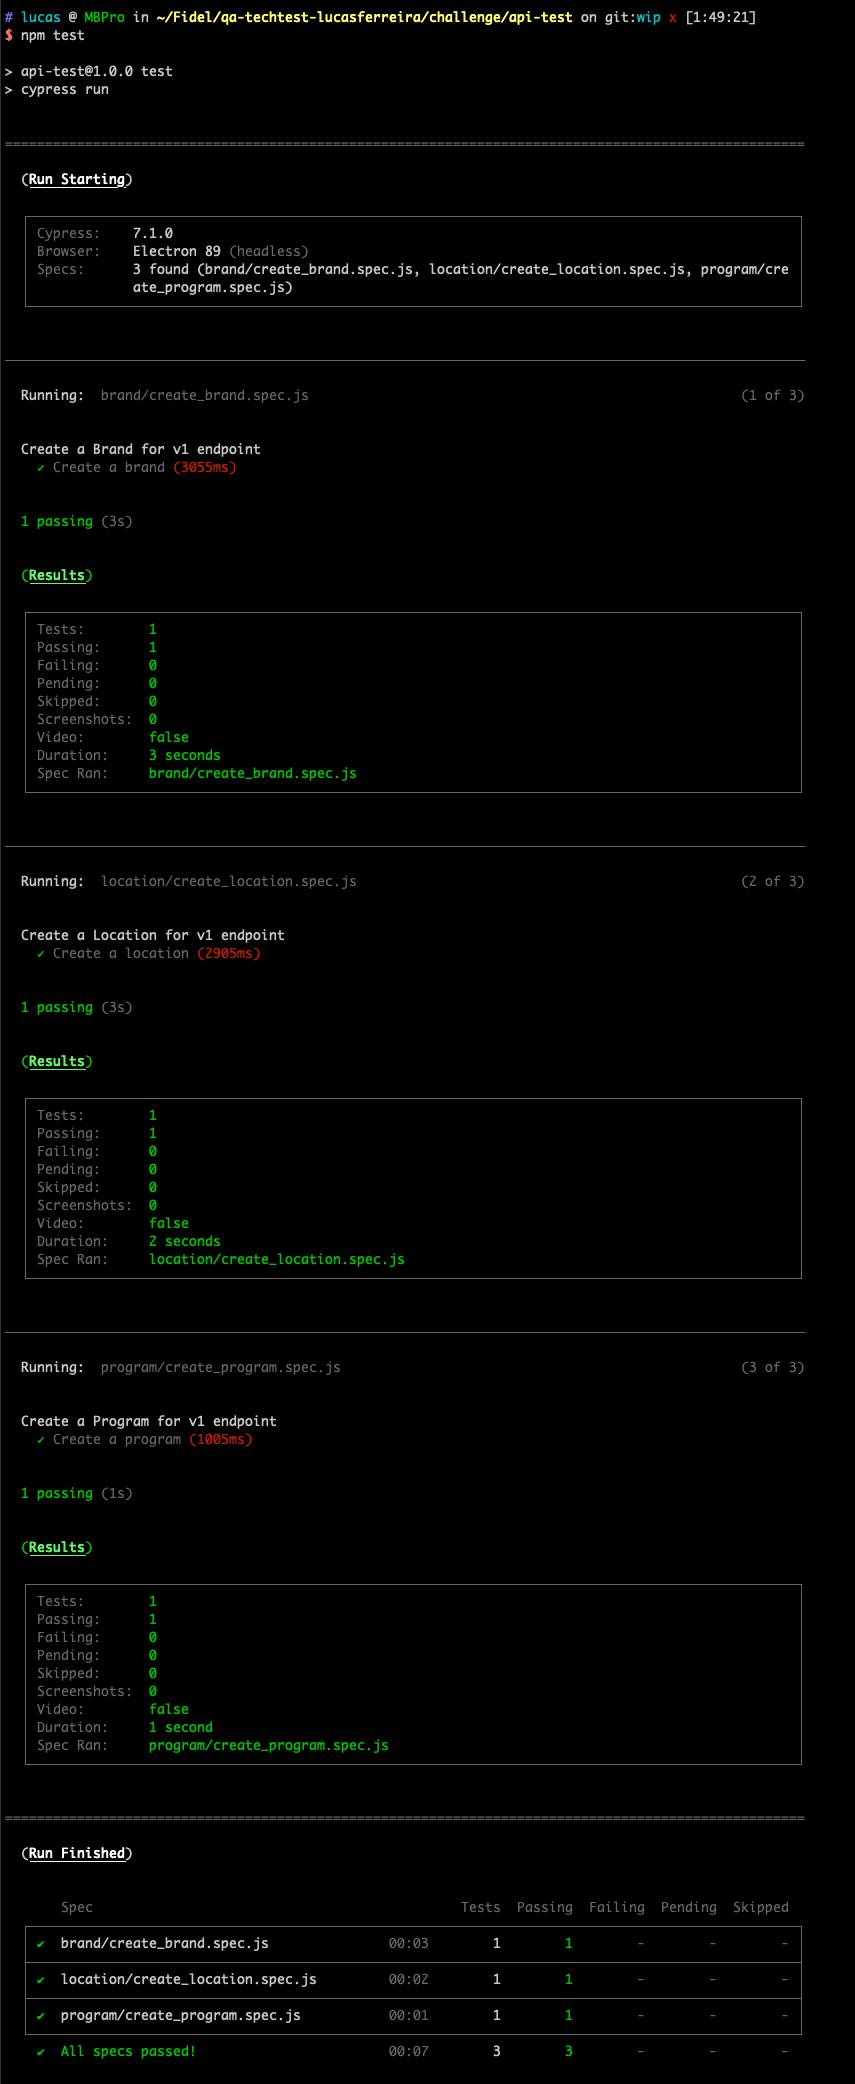 # lucas @ MBPro in ~/Fidel/qa-techtest-lucasferreira/challenge/api-test on git:wip x [1:49:21]
$ npm test
> api-test@1.0.0 test
> cypress run
====================================================================================================
(Run Starting)
Cypress: 7.1.0
Browser: Electron 89 (headless)
Specs: 3 found (brand/create_brand.spec.js, location/create_location.spec.js, program/cre
ate_program.spec.js)
Running: brand/create_brand.spec.js (1 of 3)
Create a Brand for v1 endpoint
✓ Create a brand (3055ms)
1 passing (3s)
(Results)
Tests: 1
Passing: 1
Failing: 0
Pending: 0
Skipped: 0
Screenshots: 0
Video: false
Duration: 3 seconds
Spec Ran: brand/create_brand.spec.js
Running: location/create_location.spec.js (2 of 3)
Create a Location for v1 endpoint
✓ Create a location (2905ms)
1 passing (3s)
(Results)
Tests: 1
Passing: 1
Failing: 0
Pending: 0
Skipped: 0
Screenshots: 0
Video: false
Duration: 2 seconds
Spec Ran: location/create_location.spec.js
Running: program/create_program.spec.js (3 of 3)
Create a Program for v1 endpoint
✓ Create a program (1005ms)
1 passing (1s)
(Results)
Tests: 1
Passing: 1
Failing: 0
Pending: 0
Skipped: 0
Screenshots: 0
Video: false
Duration: 1 second
Spec Ran: program/create_program.spec.js
====================================================================================================
(Run Finished)
Spec Tests Passing Failing Pending Skipped
✔ brand/create_brand.spec.js 00:03 1 1 - - -
✔ location/create_location.spec.js 00:02 1 1 - - -
✔ program/create_program.spec.js 00:01 1 1 - - -
✔ All specs passed! 00:07 3 3 - - -